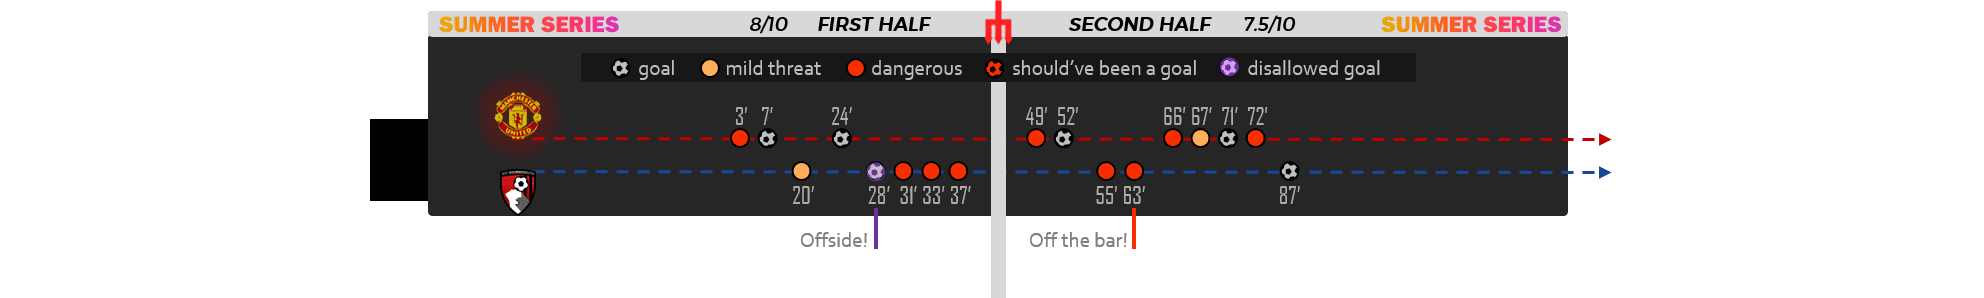 SUMMER SERIES 8/10 FIRST HALF SECOND HALF 7.5/10 SUMMER SERIES
goal mild threat dangerous should've been a goal disallowed goal
3' 7' 24' 49' 52' 66' 67' 71' 72'
MANCHESTER
UNITED
20' 28' 31' 33' 37' 55' 63' 87'
Offside! Off the bar!